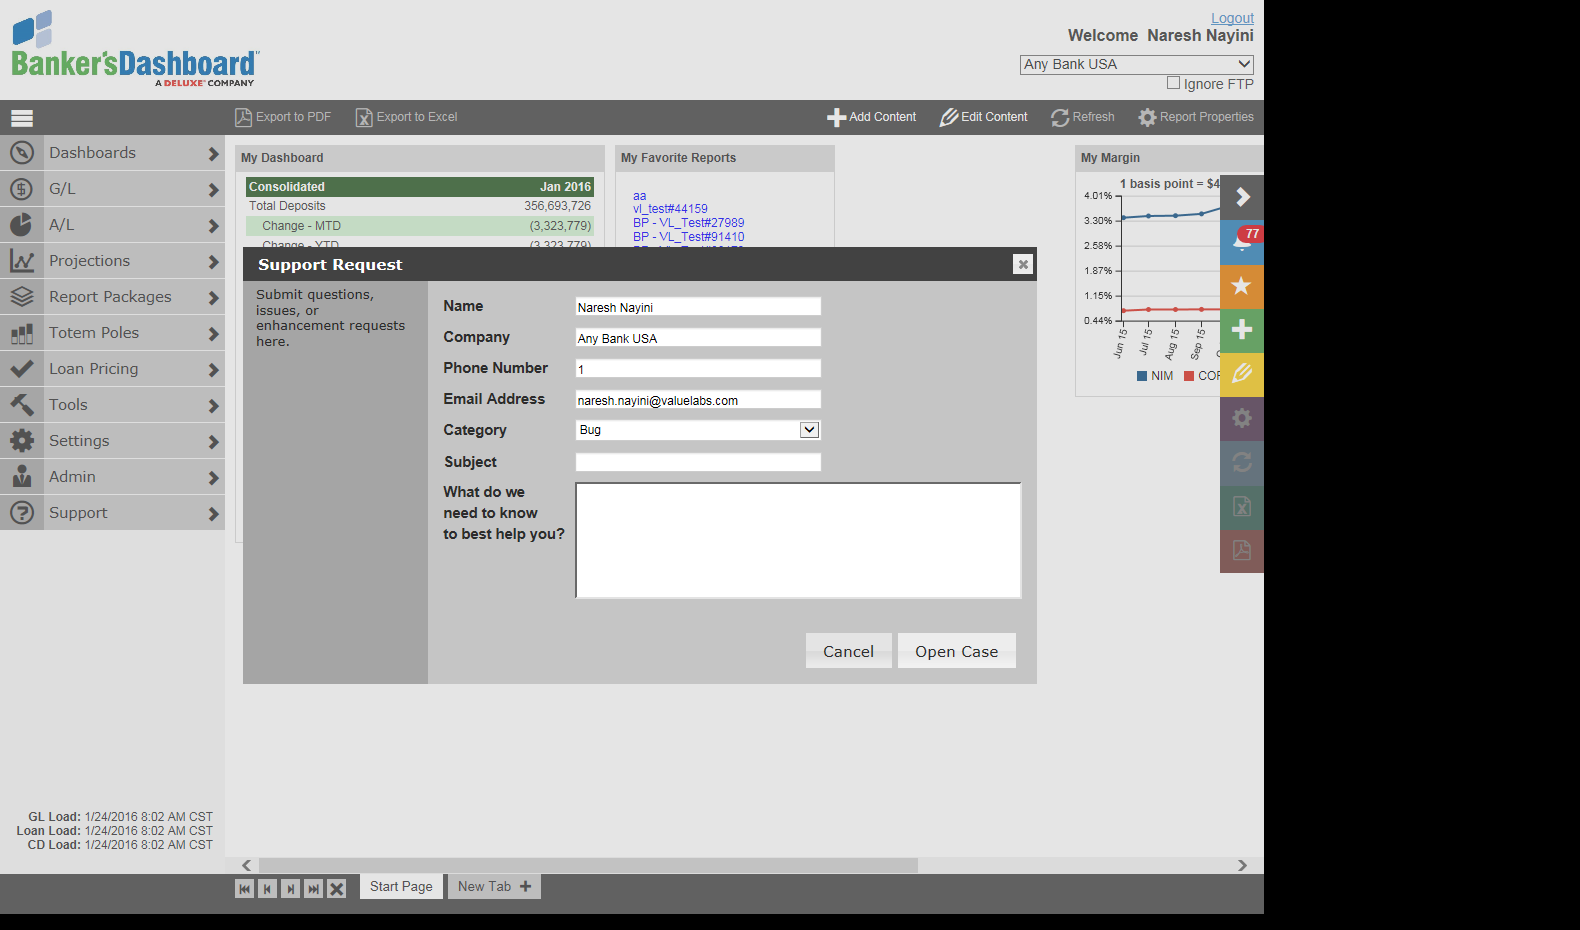 Logout
Welcome Naresh Nayini
Banker'sDashboard
A DELUXE COMPANY
Any Bank USA
Ignore FTP
Export to PDF
Export to Excel
Add Content
Edit Content
Refresh
Report Properties
Dashboards
G/L
A/L
Projections
Report Packages
Totem Poles
Loan Pricing
Tools
Settings
Admin
Support
My Dashboard
Consolidated Jan 2016
Total Deposits 356,693,726
Change - MTD (3,323,779)
Change - YTD (3,323,779)
My Favorite Reports
aa
vl_test#44159
BP - VL_Test#27989
BP - VL_Test#91410
My Margin
1 basis point = $4
4.01%
3.30%
2.58%
1.87%
1.15%
0.44%
Jun 15
Jul 15
Aug 15
Sep 15
NIM
COF
77
Support Request
Submit questions,
issues, or
enhancement requests
here.
Name Naresh Nayini
Company Any Bank USA
Phone Number 1
Email Address naresh.nayini@valuelabs.com
Category Bug
Subject
What do we
need to know
to best help you?
Cancel
Open Case
GL Load: 1/24/2016 8:02 AM CST
Loan Load: 1/24/2016 8:02 AM CST
CD Load: 1/24/2016 8:02 AM CST
Start Page
New Tab